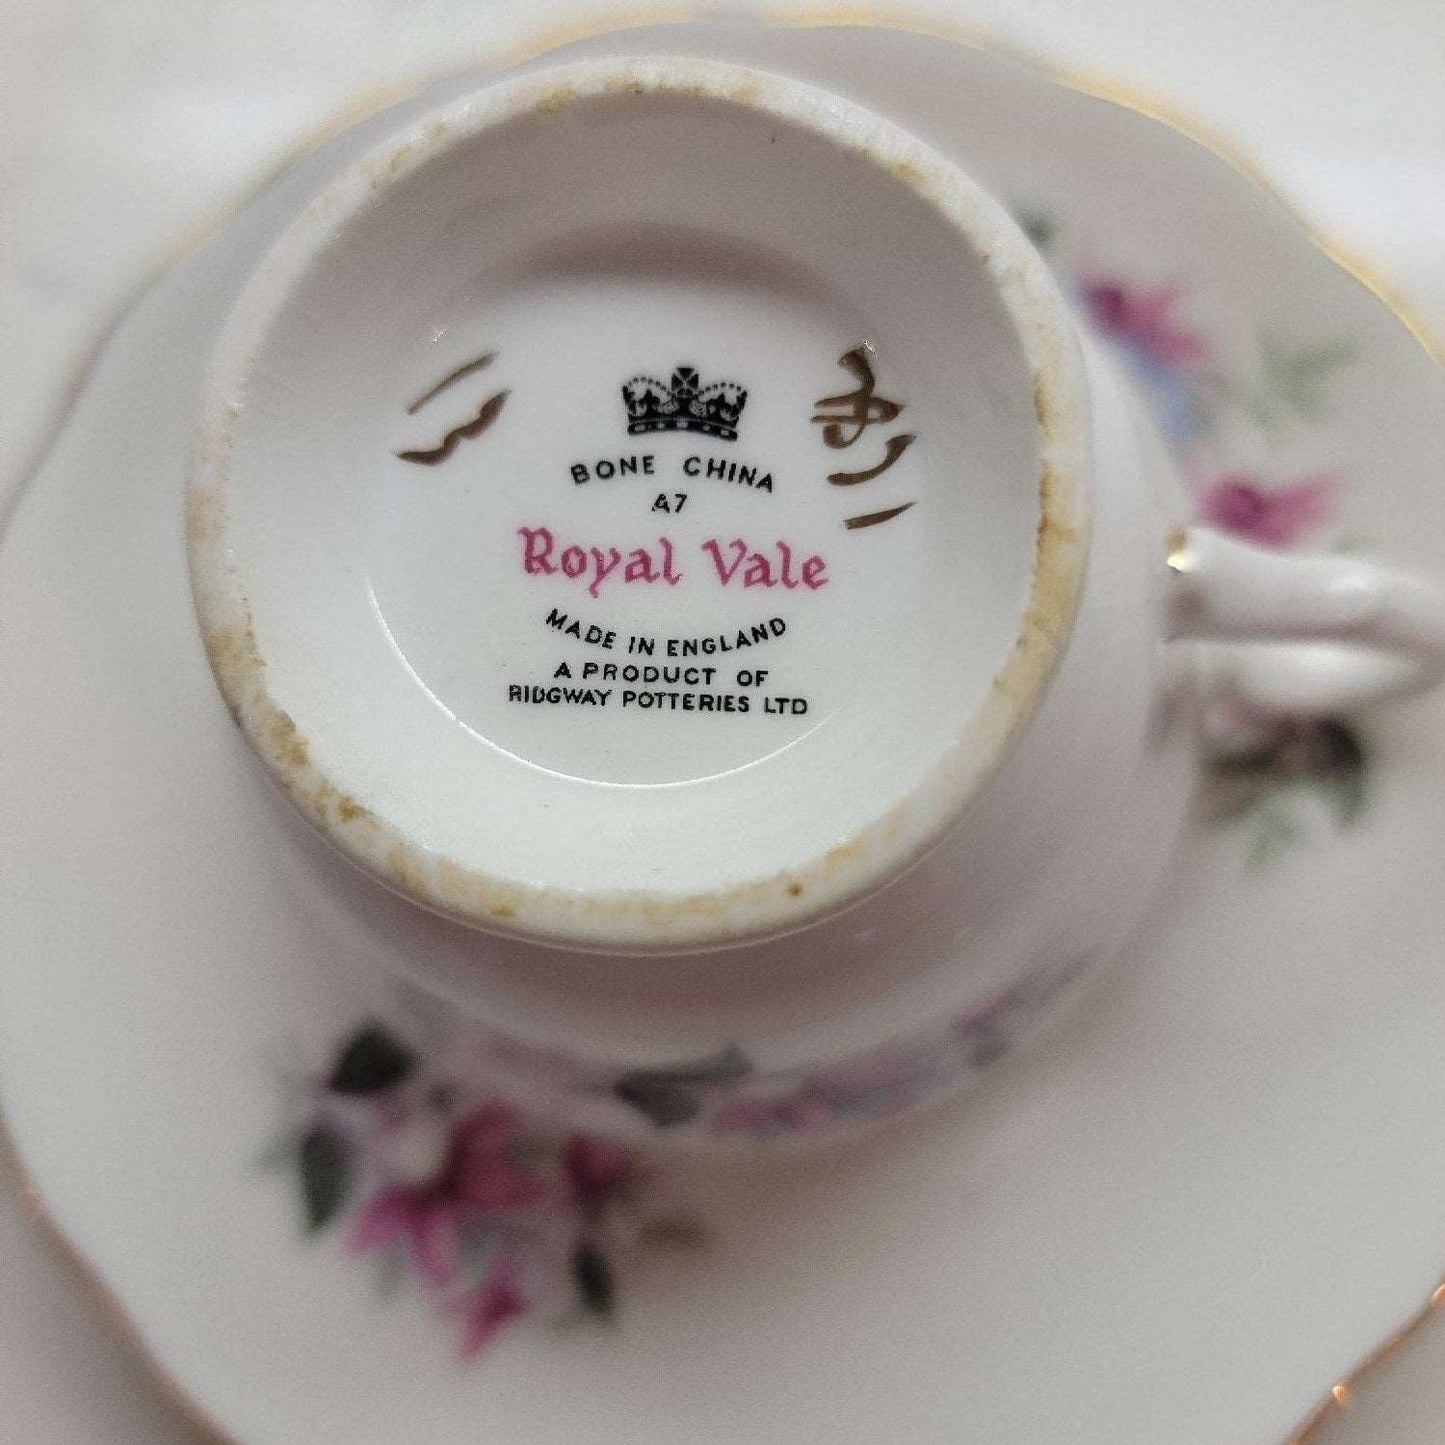 BONE CHINA
A7
Royal Vale
MADE IN ENGLAND
A PRODUCT OF
RIDGWAY POTTERIES LTD